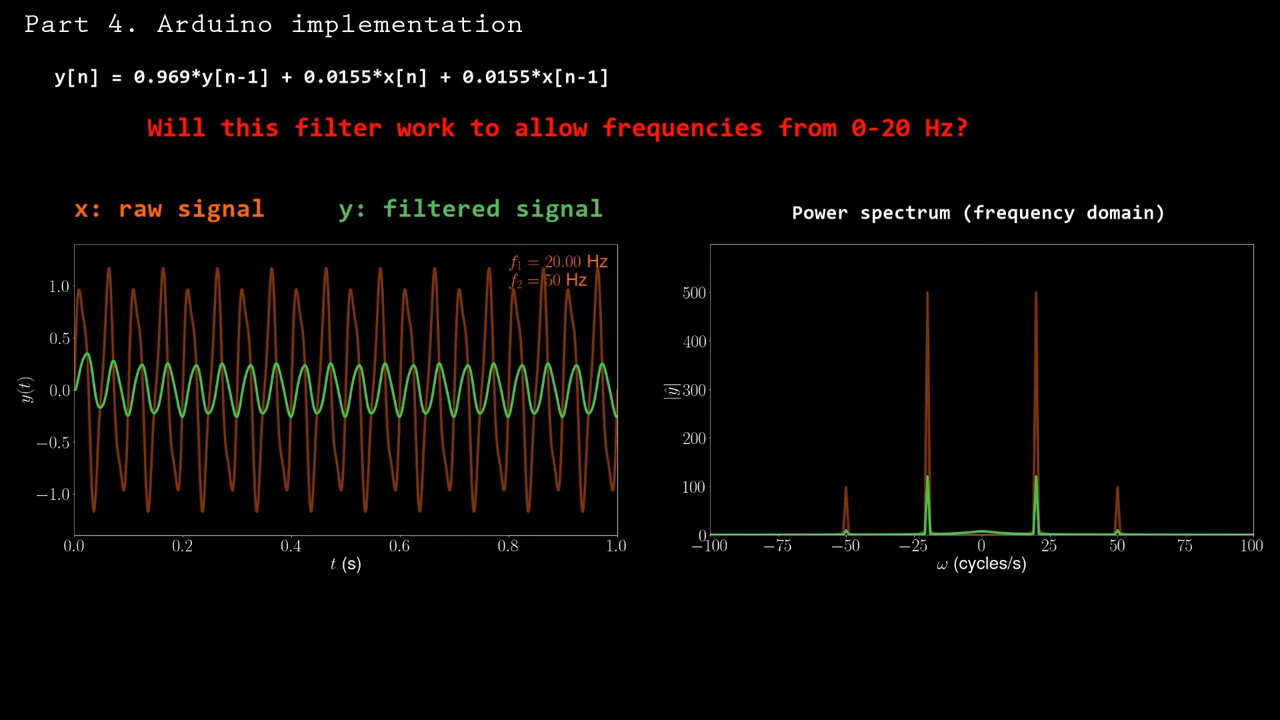 Part 4. Arduino implementation
y[n] = 0.969*y[n-1] + 0.0155*x[n] + 0.0155*x[n-1]
Will this filter work to allow frequencies from 0-20 Hz?
x: raw signal
y: filtered signal
f₁ = 20.00 Hz
f₂ = 50 Hz
y(t)
1.0
0.5
0.0
−0.5
−1.0
0.0 0.2 0.4 0.6 0.8 1.0
t (s)
Power spectrum (frequency domain)
|ŷ|
500
400
300
200
100
0
−100 −75 −50 −25 0 25 50 75 100
ω (cycles/s)